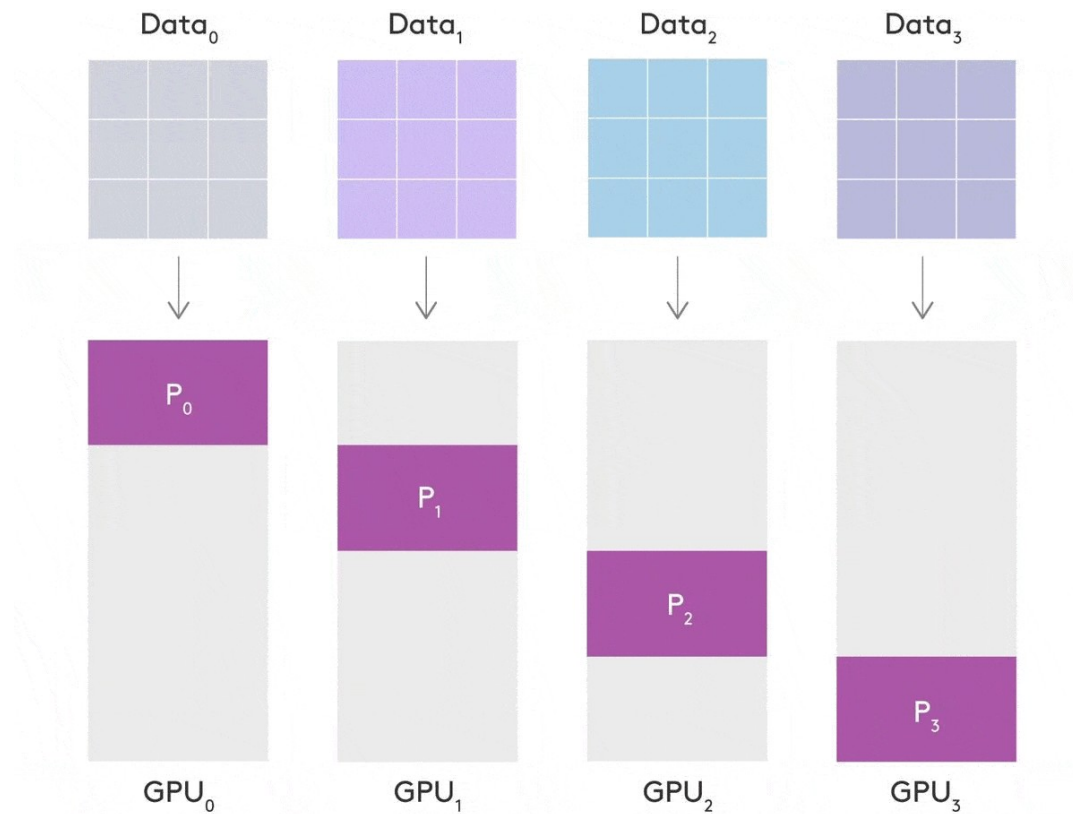 Data₀ Data₁ Data₂ Data₃
P₀
P₁
P₂
P₃
GPU₀ GPU₁ GPU₂ GPU₃